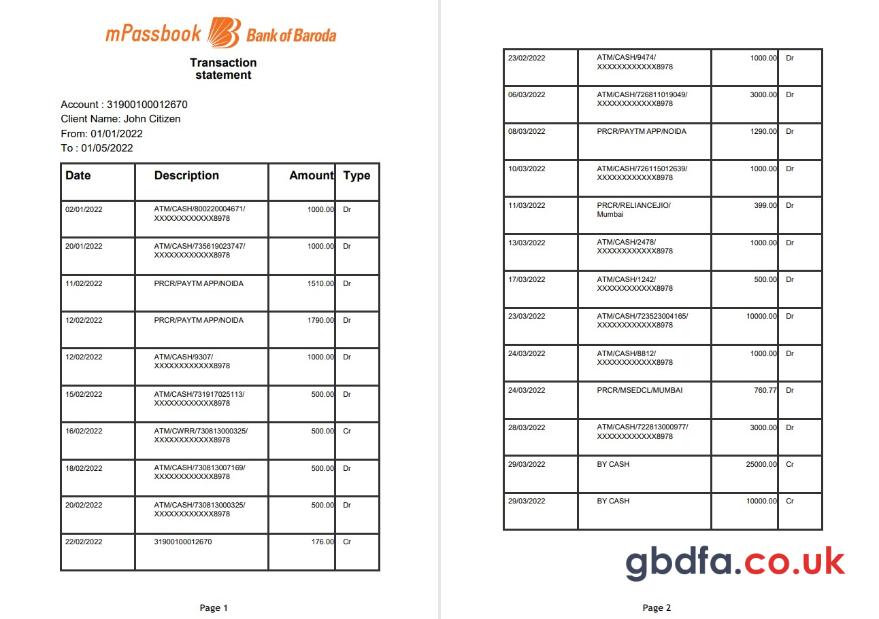 mPassbook Bank of Baroda
Transaction
statement
Account : 31900100012670
Client Name: John Citizen
From: 01/01/2022
To : 01/05/2022
Date Description Amount Type
02/01/2022 ATM/CASH/800220004671/ 1000.00 Dr
XXXXXXXXXXXX8978
20/01/2022 ATM/CASH/735619023747/ 1000.00 Dr
XXXXXXXXXXXX8978
11/02/2022 PRCR/PAYTM APP/NOIDA 1510.00 Dr
12/02/2022 PRCR/PAYTM APP/NOIDA 1790.00 Dr
12/02/2022 ATM/CASH/9307/ 1000.00 Dr
XXXXXXXXXXXX8978
15/02/2022 ATM/CASH/731917025113/ 500.00 Dr
XXXXXXXXXXXX8978
16/02/2022 ATM/CWRR/730813000325/ 500.00 Cr
XXXXXXXXXXXX8978
18/02/2022 ATM/CASH/730813007169/ 500.00 Dr
XXXXXXXXXXXX8978
20/02/2022 ATM/CASH/730813000325/ 500.00 Dr
XXXXXXXXXXXX8978
22/02/2022 31900100012670 176.00 Cr
Page 1
23/02/2022 ATM/CASH/9474/ 1000.00 Dr
XXXXXXXXXXXX8978
06/03/2022 ATM/CASH/726811019049/ 3000.00 Dr
XXXXXXXXXXXX8978
08/03/2022 PRCR/PAYTM APP/NOIDA 1290.00 Dr
10/03/2022 ATM/CASH/726115012639/ 1000.00 Dr
XXXXXXXXXXXX8978
11/03/2022 PRCR/RELIANCEJIO/ 399.00 Dr
Mumbai
13/03/2022 ATM/CASH/2478/ 1000.00 Dr
XXXXXXXXXXXX8978
17/03/2022 ATM/CASH/1242/ 500.00 Dr
XXXXXXXXXXXX8978
23/03/2022 ATM/CASH/723523004165/ 10000.00 Dr
XXXXXXXXXXXX8978
24/03/2022 ATM/CASH/8812/ 1000.00 Dr
XXXXXXXXXXXX8978
24/03/2022 PRCR/MSEDCL/MUMBAI 760.77 Dr
28/03/2022 ATM/CASH/722813000977/ 3000.00 Dr
XXXXXXXXXXXX8978
29/03/2022 BY CASH 25000.00 Cr
29/03/2022 BY CASH 10000.00 Cr
gbdfa.co.uk
Page 2